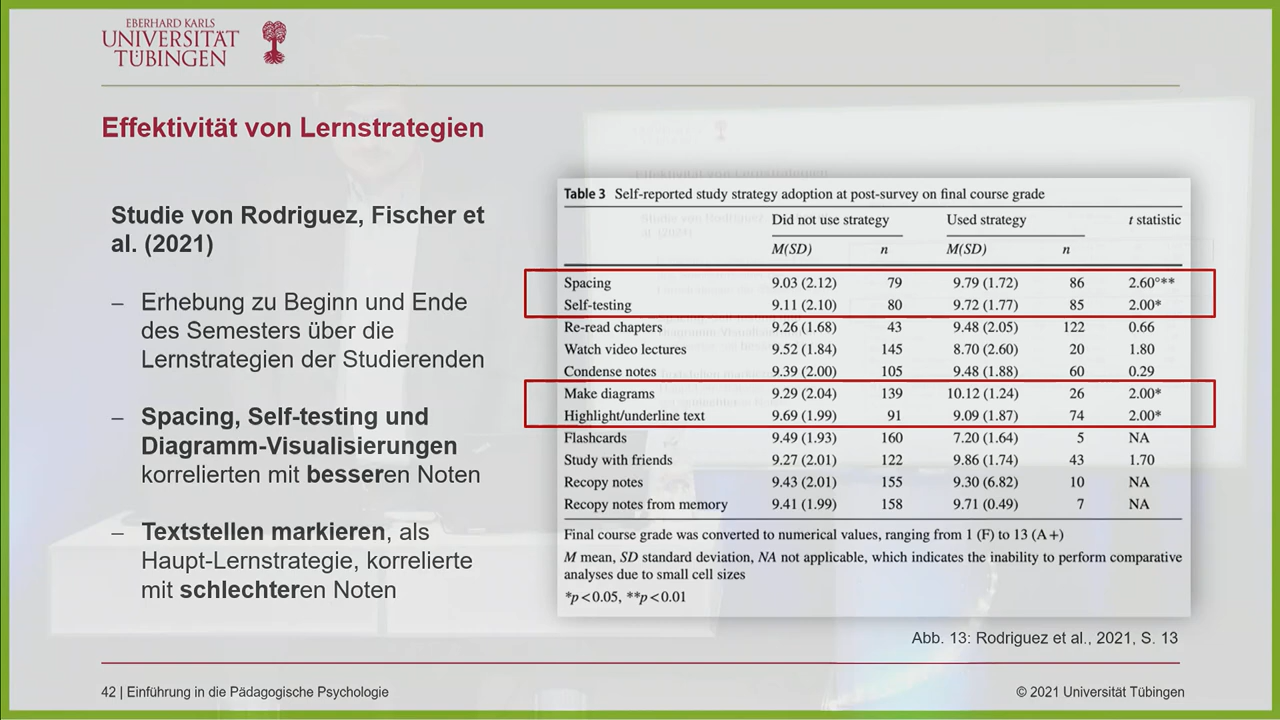 EBERHARD KARLS
UNIVERSITÄT
TÜBINGEN
Effektivität von Lernstrategien
Studie von Rodriguez, Fischer et
al. (2021)
– Erhebung zu Beginn und Ende
des Semesters über die
Lernstrategien der Studierenden
– Spacing, Self-testing und
Diagramm-Visualisierungen
korrelierten mit besseren Noten
– Textstellen markieren, als
Haupt-Lernstrategie, korrelierte
mit schlechteren Noten
Table 3 Self-reported study strategy adoption at post-survey on final course grade
Did not use strategy Used strategy t statistic
M(SD) n M(SD) n
Spacing 9.03 (2.12) 79 9.79 (1.72) 86 2.60°**
Self-testing 9.11 (2.10) 80 9.72 (1.77) 85 2.00*
Re-read chapters 9.26 (1.68) 43 9.48 (2.05) 122 0.66
Watch video lectures 9.52 (1.84) 145 8.70 (2.60) 20 1.80
Condense notes 9.39 (2.00) 105 9.48 (1.88) 60 0.29
Make diagrams 9.29 (2.04) 139 10.12 (1.24) 26 2.00*
Highlight/underline text 9.69 (1.99) 91 9.09 (1.87) 74 2.00*
Flashcards 9.49 (1.93) 160 7.20 (1.64) 5 NA
Study with friends 9.27 (2.01) 122 9.86 (1.74) 43 1.70
Recopy notes 9.43 (2.01) 155 9.30 (6.82) 10 NA
Recopy notes from memory 9.41 (1.99) 158 9.71 (0.49) 7 NA
Final course grade was converted to numerical values, ranging from 1 (F) to 13 (A+)
M mean, SD standard deviation, NA not applicable, which indicates the inability to perform comparative
analyses due to small cell sizes
*p<0.05, **p<0.01
Abb. 13: Rodriguez et al., 2021, S. 13
42 | Einführung in die Pädagogische Psychologie
© 2021 Universität Tübingen